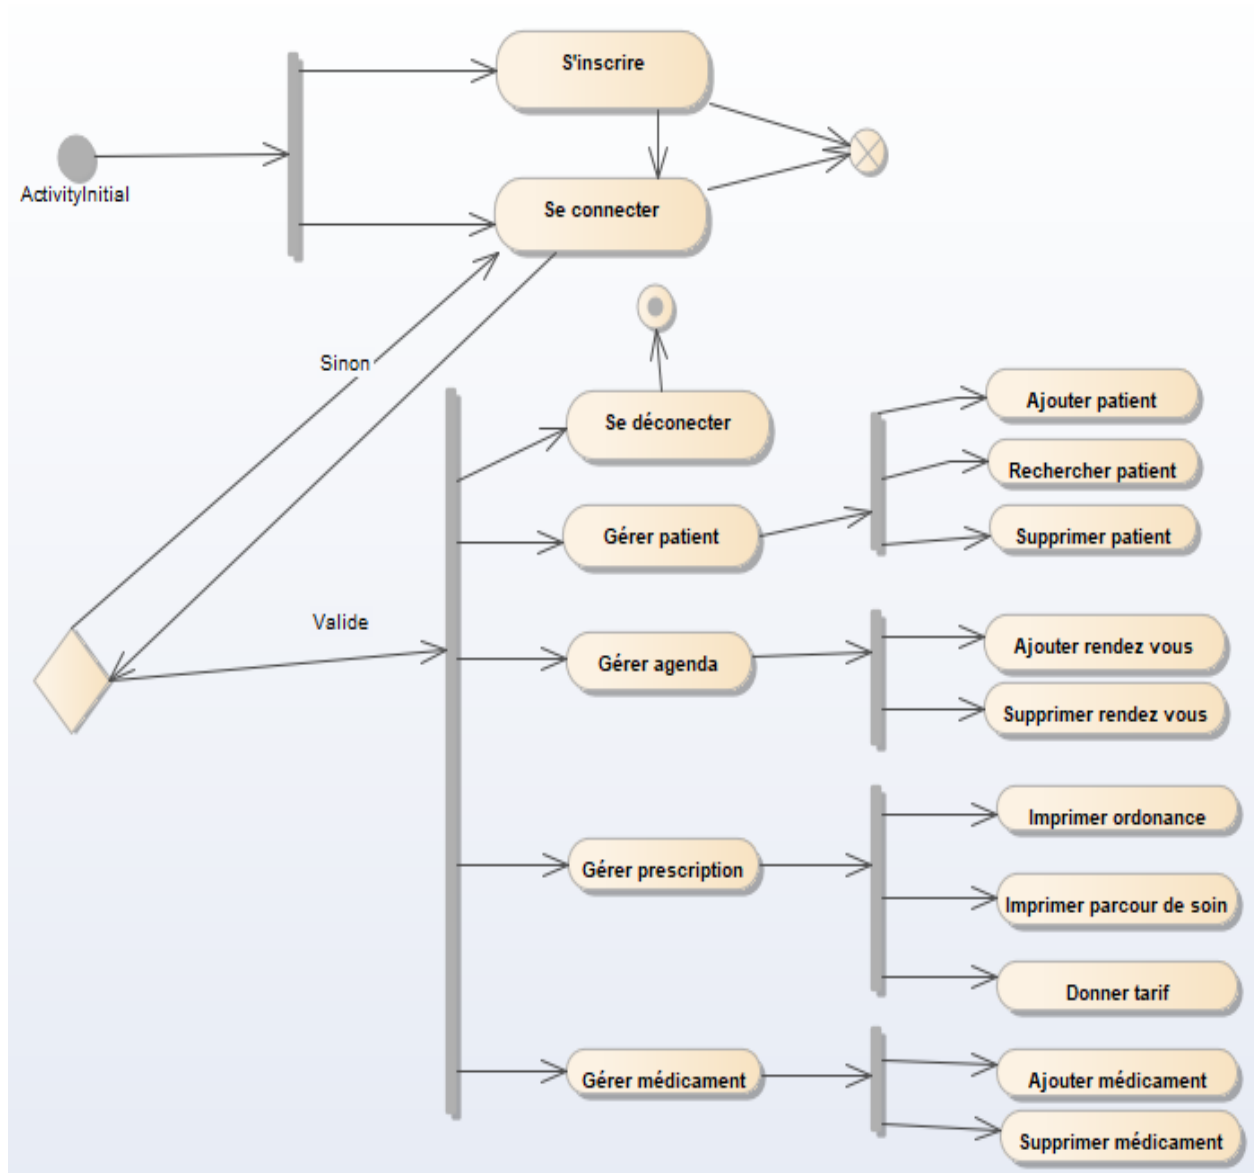 S'inscrire
ActivityInitial
Se connecter
Sinon
Se déconecter
Ajouter patient
Rechercher patient
Gérer patient
Supprimer patient
Valide
Gérer agenda
Ajouter rendez vous
Supprimer rendez vous
Imprimer ordonance
Gérer prescription
Imprimer parcour de soin
Donner tarif
Gérer médicament
Ajouter médicament
Supprimer médicament